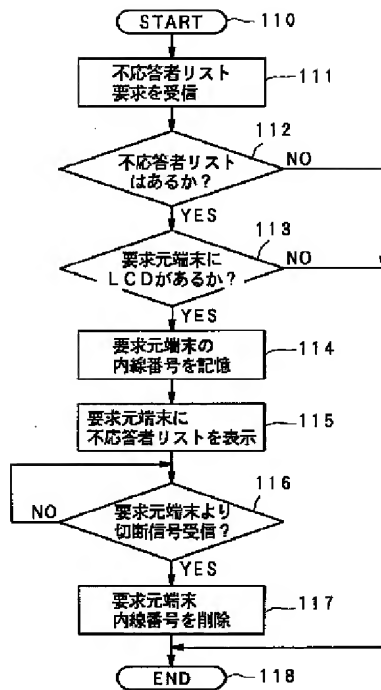 START
110
不応答者リスト
要求を受信
111
112
不応答者リスト
はあるか?
NO
YES
113
要求元端末に
LCDがあるか?
NO
YES
要求元端末の
内線番号を記憶
114
要求元端末に
不応答者リストを表示
115
116
要求元端末より
切断信号受信?
NO
YES
要求元端末
内線番号を削除
117
END
118